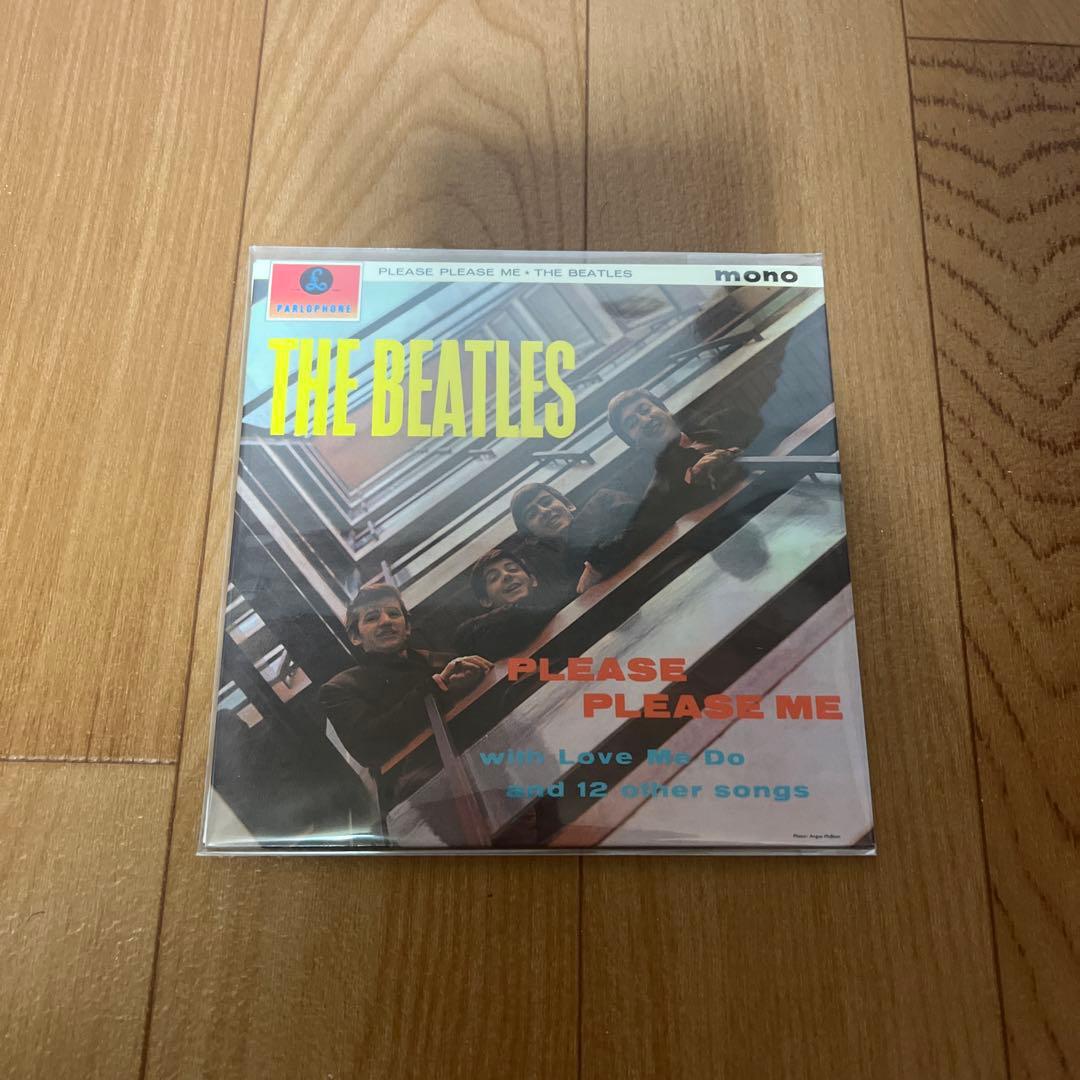 £
PARLOPHONE
PLEASE PLEASE ME ★ THE BEATLES
mono
THE BEATLES
PLEASE
PLEASE ME
with Love Me Do
and 12 other songs